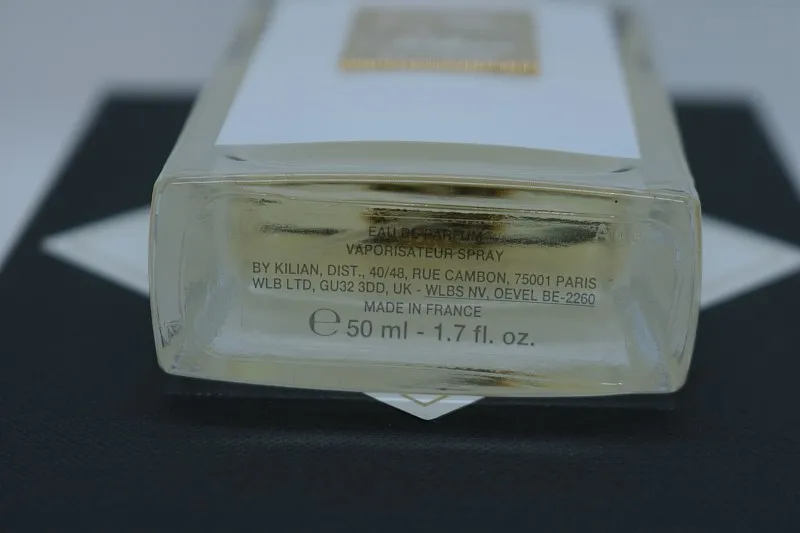 EAU DE PARFUM
VAPORISATEUR SPRAY
BY KILIAN, DIST., 40/48, RUE CAMBON, 75001 PARIS
WLB LTD, GU32 3DD, UK - WLBS NV, OEVEL BE-2260
MADE IN FRANCE
℮ 50 ml - 1.7 fl. oz.